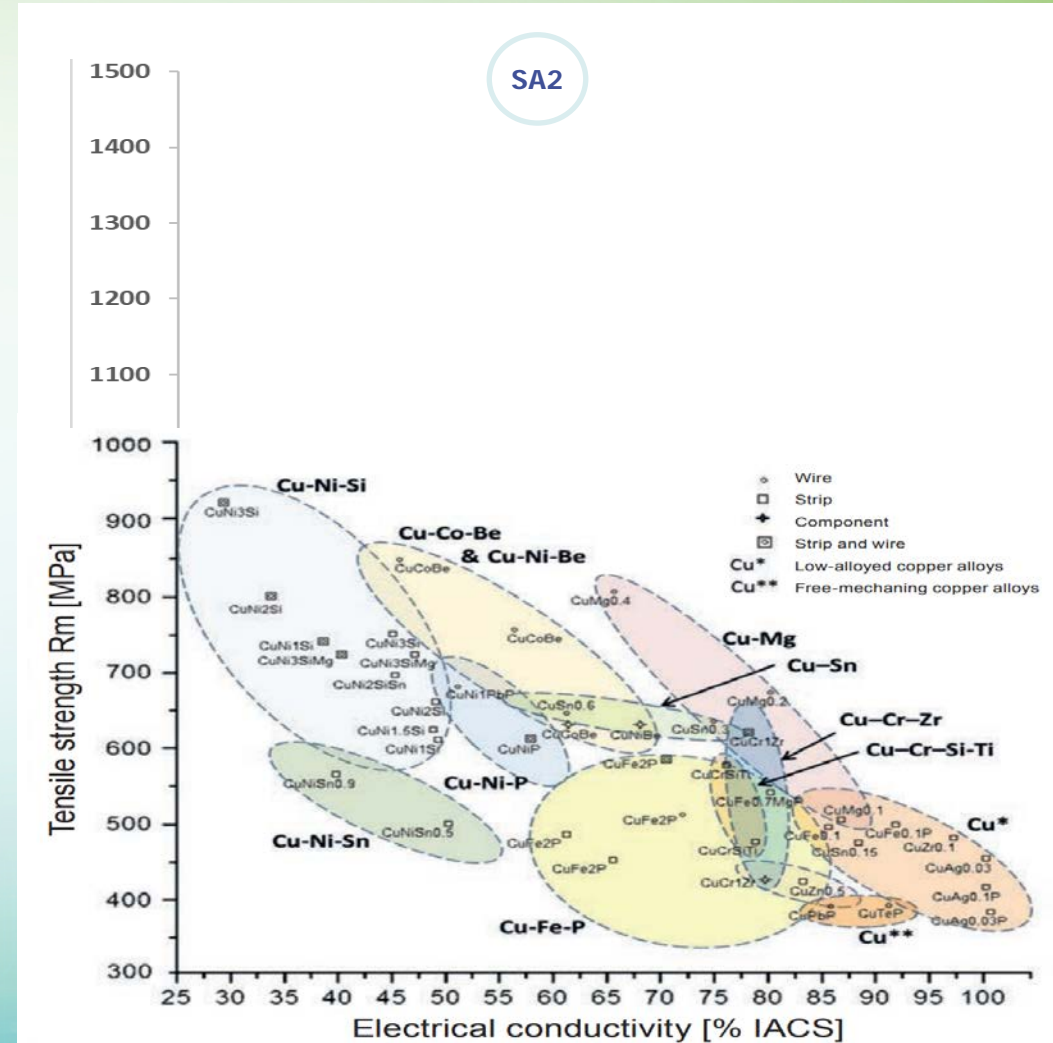 SA2
1500
1400
1300
1200
1100
1000
900
800
700
600
500
400
300
Tensile strength Rm [MPa]
25 30 35 40 45 50 55 60 65 70 75 80 85 90 95 100
Electrical conductivity [% IACS]
Wire
Strip
Component
Strip and wire
Cu* Low-alloyed copper alloys
Cu** Free-mechaning copper alloys
Cu-Ni-Si
Cu-Co-Be
& Cu-Ni-Be
Cu-Mg
Cu–Sn
Cu–Cr–Zr
Cu–Cr–Si-Ti
Cu-Ni-P
Cu-Ni-Sn
Cu-Fe-P
Cu*
Cu**
CuNi3Si
CuCoBe
CuNi2Si
CuMg0.4
CuNi1Si
CuNi3Si
CuCoBe
CuNi3SiMg
CuNi3SiMg
CuNi2SiSn
CuNi1PbP
CuMg0.2
CuNi2Si
CuSn0.6
CuNi1.5Si
CuCoBe
CuNiBe
CuSn0.3
CuNi1Si
CuNiP
CuCr1Zr
CuFe2P
CuCrSiTi
CuNiSn0.9
CuFe0.7MgP
CuMg0.1
CuNiSn0.5
CuFe2P
CuFe0.1
CuFe0.1P
CuFe2P
CuCrSiTi
CuSn0.15
CuZr0.1
CuFe2P
CuAg0.03
CuCr1Zr
CuZn0.5
CuAg0.1P
CuPbP
CuTeP
CuAg0.03P